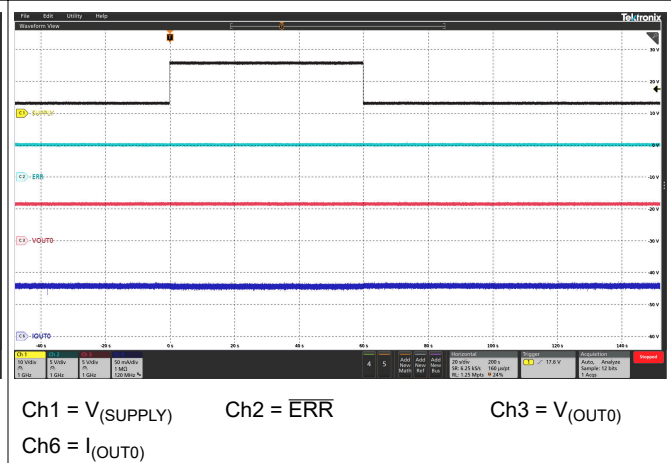 File Edit Utility Help
Tektronix
Waveform View
30 V
20 V
C1 SUPPLY
10 V
0 V
C2 ERR
-10 V
-20 V
C3 VOUT0
-30 V
-40 V
-50 V
C6 IOUT0
-60 V
-40 s -20 s 0 s 20 s 40 s 60 s 80 s 100 s 120 s 140 s
Ch 1 Ch 2 Ch 3
10 V/div 5 V/div 5 V/div 50 mA/div
1 MΩ
1 GHz 1 GHz 1 GHz 120 MHz
4 5 Add New Math Add New Ref Add New Bus
Horizontal
20 s/div 200 s
SR: 6.25 kS/s 160 µs/pt
RL: 1.25 Mpts 24%
Trigger
17.8 V
Acquisition
Auto, Analyze
Sample: 12 bits
1 Acqs
Stopped
Ch1 = V(SUPPLY) Ch2 = ERR Ch3 = V(OUT0)
Ch6 = I(OUT0)